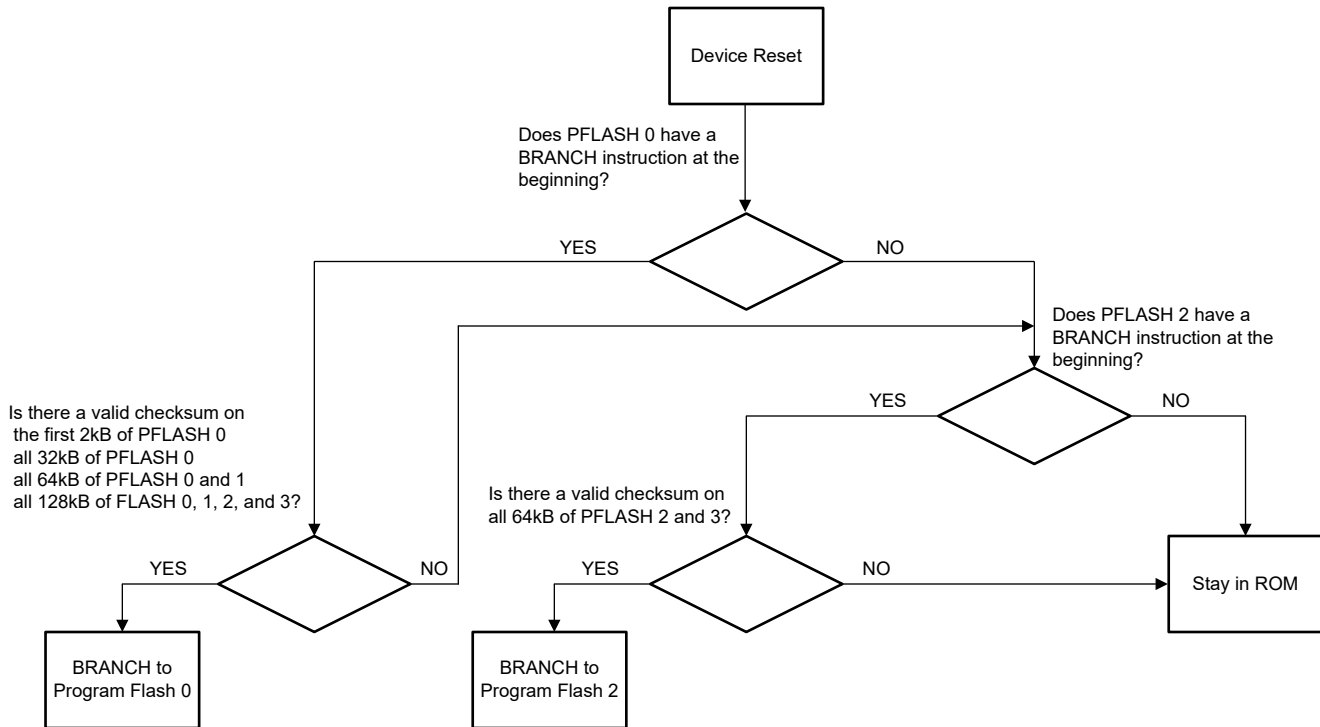 Device Reset
Does PFLASH 0 have a
BRANCH instruction at the
beginning?
YES
NO
Does PFLASH 2 have a
BRANCH instruction at the
beginning?
YES
NO
Is there a valid checksum on
the first 2kB of PFLASH 0
all 32kB of PFLASH 0
all 64kB of PFLASH 0 and 1
all 128kB of FLASH 0, 1, 2, and 3?
Is there a valid checksum on
all 64kB of PFLASH 2 and 3?
YES
NO
YES
NO
Stay in ROM
BRANCH to
Program Flash 0
BRANCH to
Program Flash 2